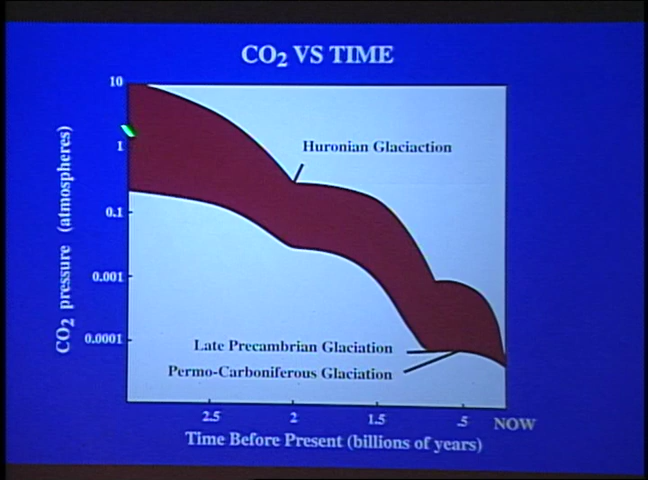 CO₂ VS TIME
10
1
0.1
0.001
0.0001
CO₂ pressure (atmospheres)
Huronian Glaciaction
Late Precambrian Glaciation
Permo-Carboniferous Glaciation
2.5
2
1.5
.5
NOW
Time Before Present (billions of years)